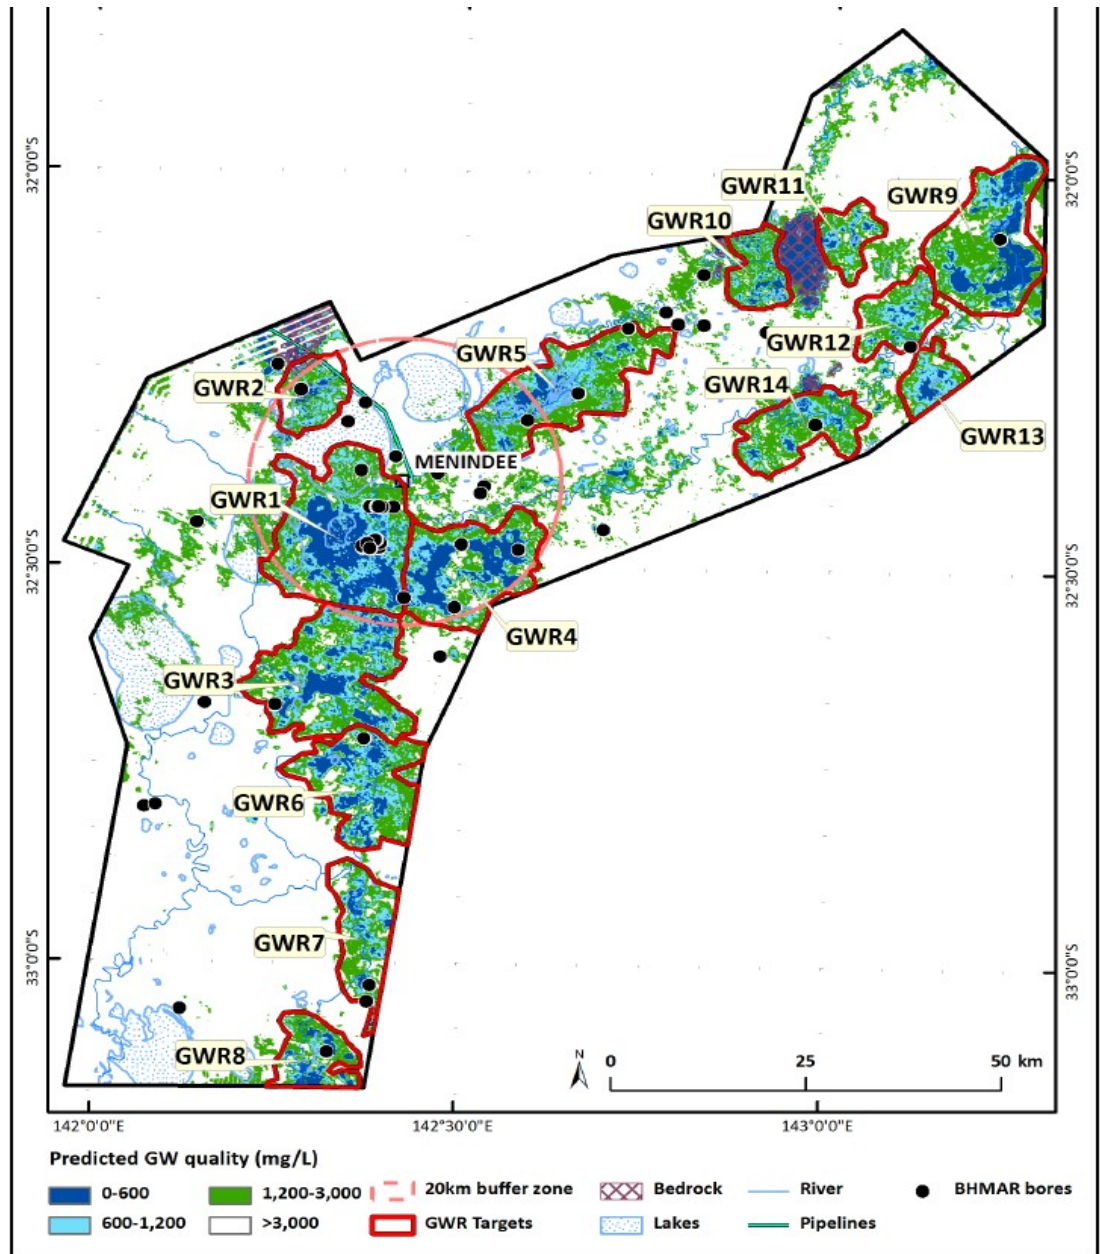 GWR11
GWR9
GWR10
32°0'0"S
32°0'0"S
GWR5
GWR12
GWR2
GWR14
GWR13
MENINDEE
GWR1
32°30'0"S
32°30'0"S
GWR4
GWR3
GWR6
GWR7
33°0'0"S
33°0'0"S
GWR8
N
0 25 50 km
142°0'0"E 142°30'0"E 143°0'0"E
Predicted GW quality (mg/L)
0-600 1,200-3,000 20km buffer zone Bedrock River BHMAR bores
600-1,200 >3,000 GWR Targets Lakes Pipelines